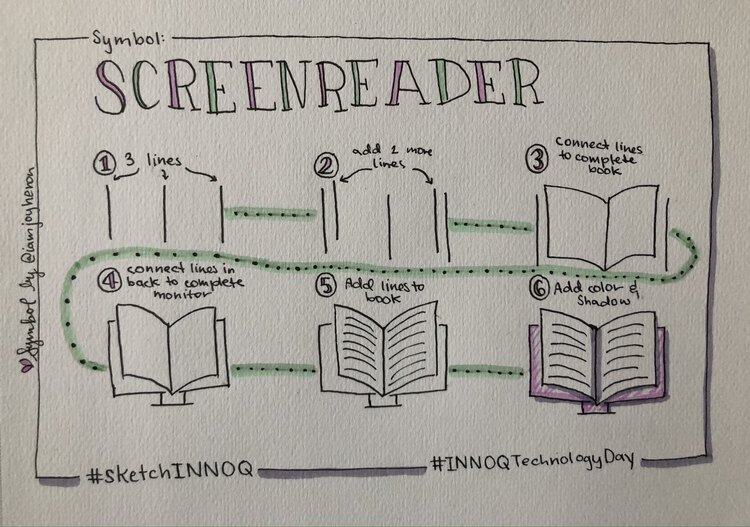 Symbol:
SCREENREADER
① 3 lines
② add 2 more
lines
③ Connect lines
to complete
book
④ connect lines in
back to complete
monitor
⑤ Add lines to
book
⑥ Add color &
Shadow
Symbol by @iamjoyheron
#sketchINNOQ
#INNOQTechnologyDay